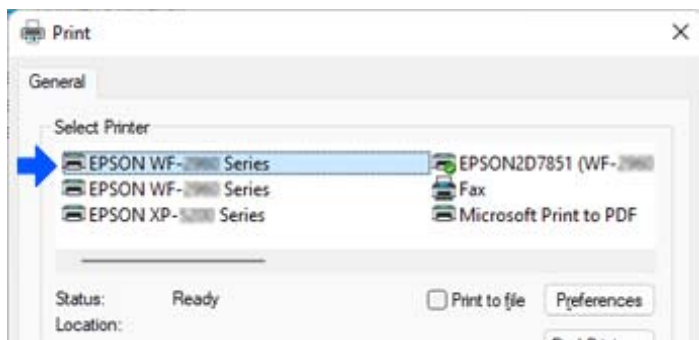 Print
General
Select Printer
EPSON WF- Series
EPSON WF- Series
EPSON XP- Series
EPSON2D7851 (WF-
Fax
Microsoft Print to PDF
Status: Ready
Location:
Print to file
Preferences